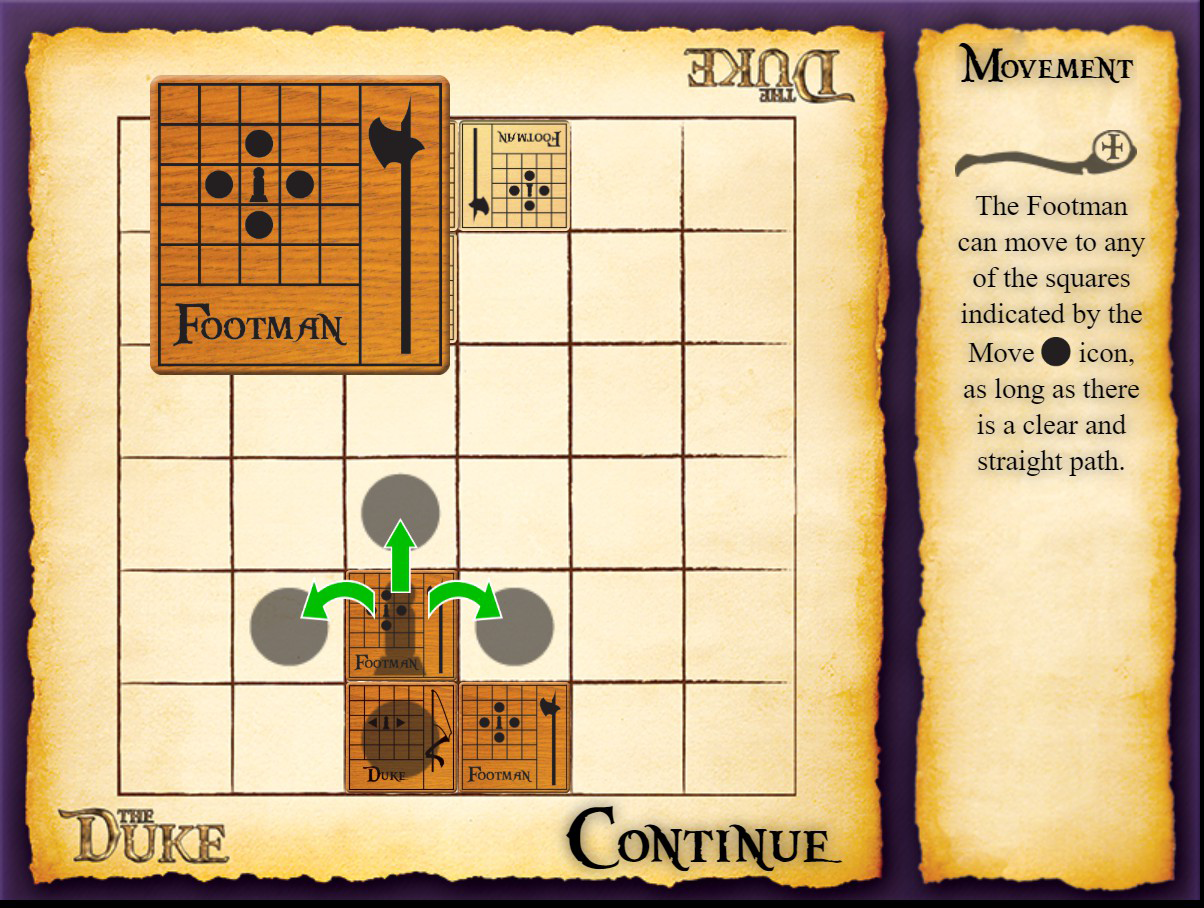 THE
DUKE
FOOTMAN
FOOTMAN
FOOTMAN
DUKE
FOOTMAN
THE
DUKE
CONTINUE
MOVEMENT
The Footman
can move to any
of the squares
indicated by the
Move icon,
as long as there
is a clear and
straight path.